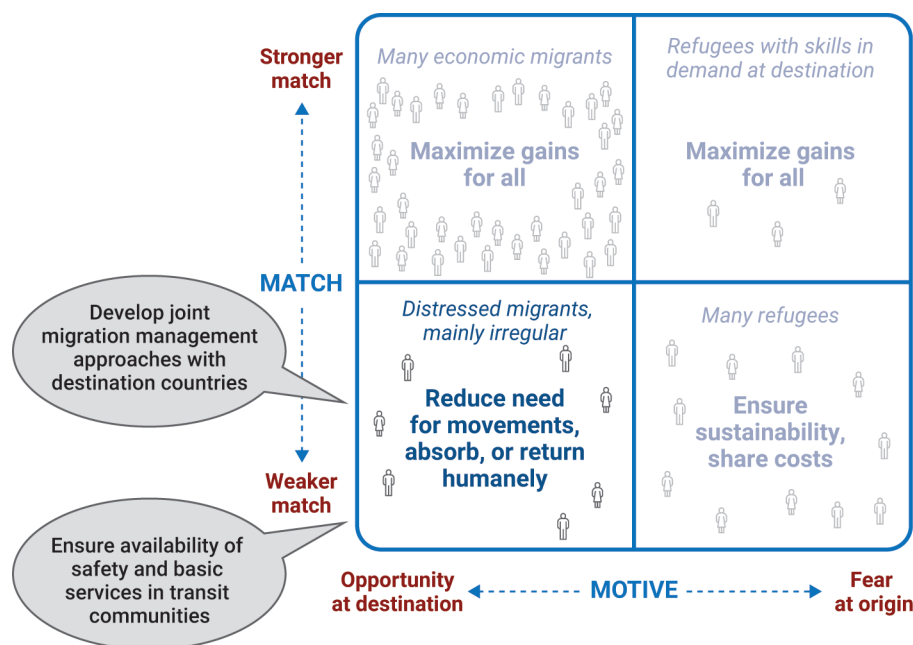 Stronger
match
Many economic migrants
Maximize gains
for all
Refugees with skills in
demand at destination
Maximize gains
for all
MATCH
Develop joint
migration management
approaches with
destination countries
Distressed migrants,
mainly irregular
Reduce need
for movements,
absorb, or return
humanely
Many refugees
Ensure
sustainability,
share costs
Weaker
match
Ensure availability of
safety and basic
services in transit
communities
Opportunity
at destination
MOTIVE
Fear
at origin